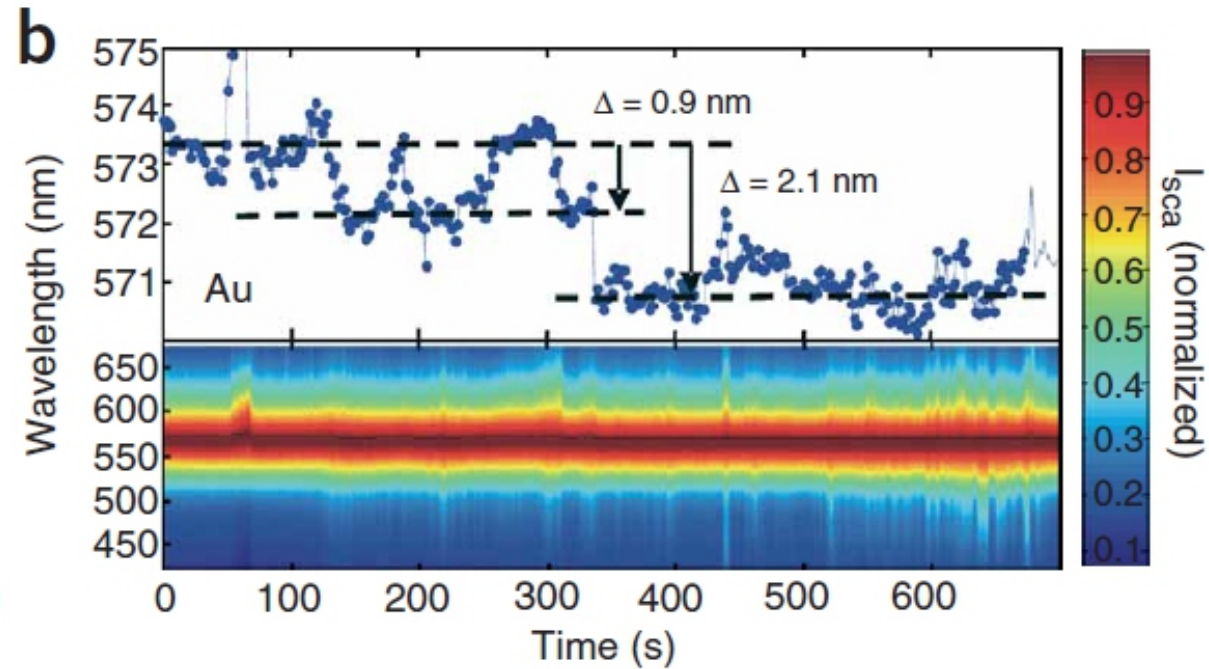 b
Wavelength (nm)
575
574
573
572
571
Δ = 0.9 nm
Δ = 2.1 nm
Au
650
600
550
500
450
0 100 200 300 400 500 600
Time (s)
0.9
0.8
0.7
0.6
0.5
0.4
0.3
0.2
0.1
I sca (normalized)